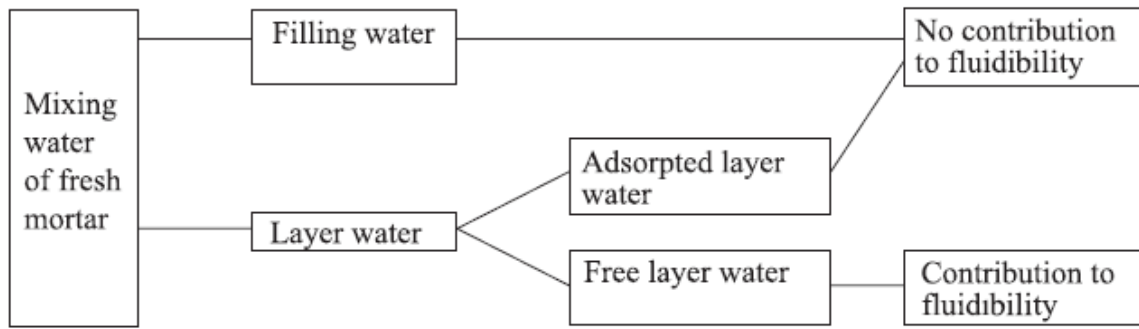 Mixing
water
of fresh
mortar
Filling water
Layer water
Adsorpted layer
water
Free layer water
No contribution
to fluidibility
Contribution to
fluidibility